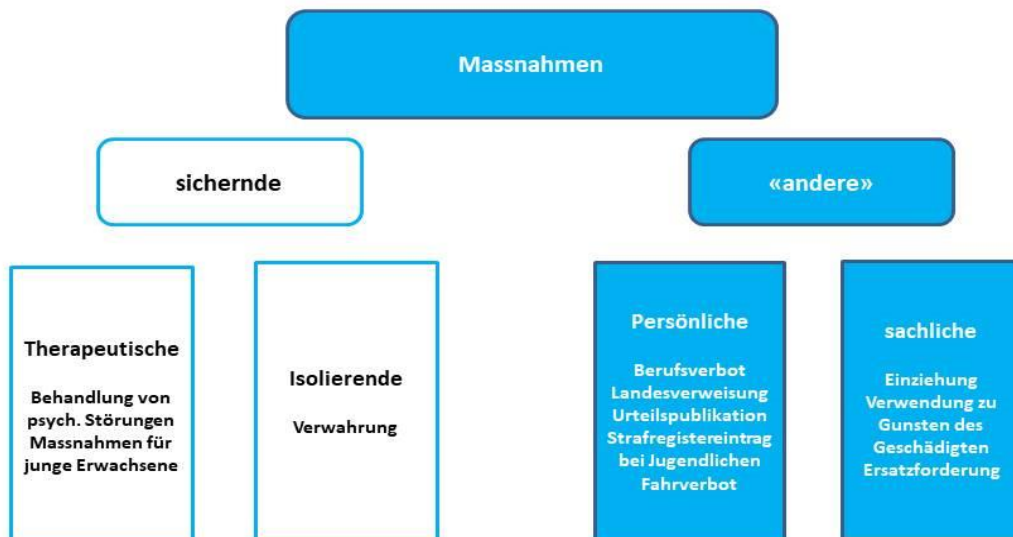 Massnahmen
sichernde
«andere»
Therapeutische
Behandlung von
psych. Störungen
Massnahmen für
junge Erwachsene
Isolierende
Verwahrung
Persönliche
Berufsverbot
Landesverweisung
Urteilspublikation
Strafregistereintrag
bei Jugendlichen
Fahrverbot
sachliche
Einziehung
Verwendung zu
Gunsten des
Geschädigten
Ersatzforderung